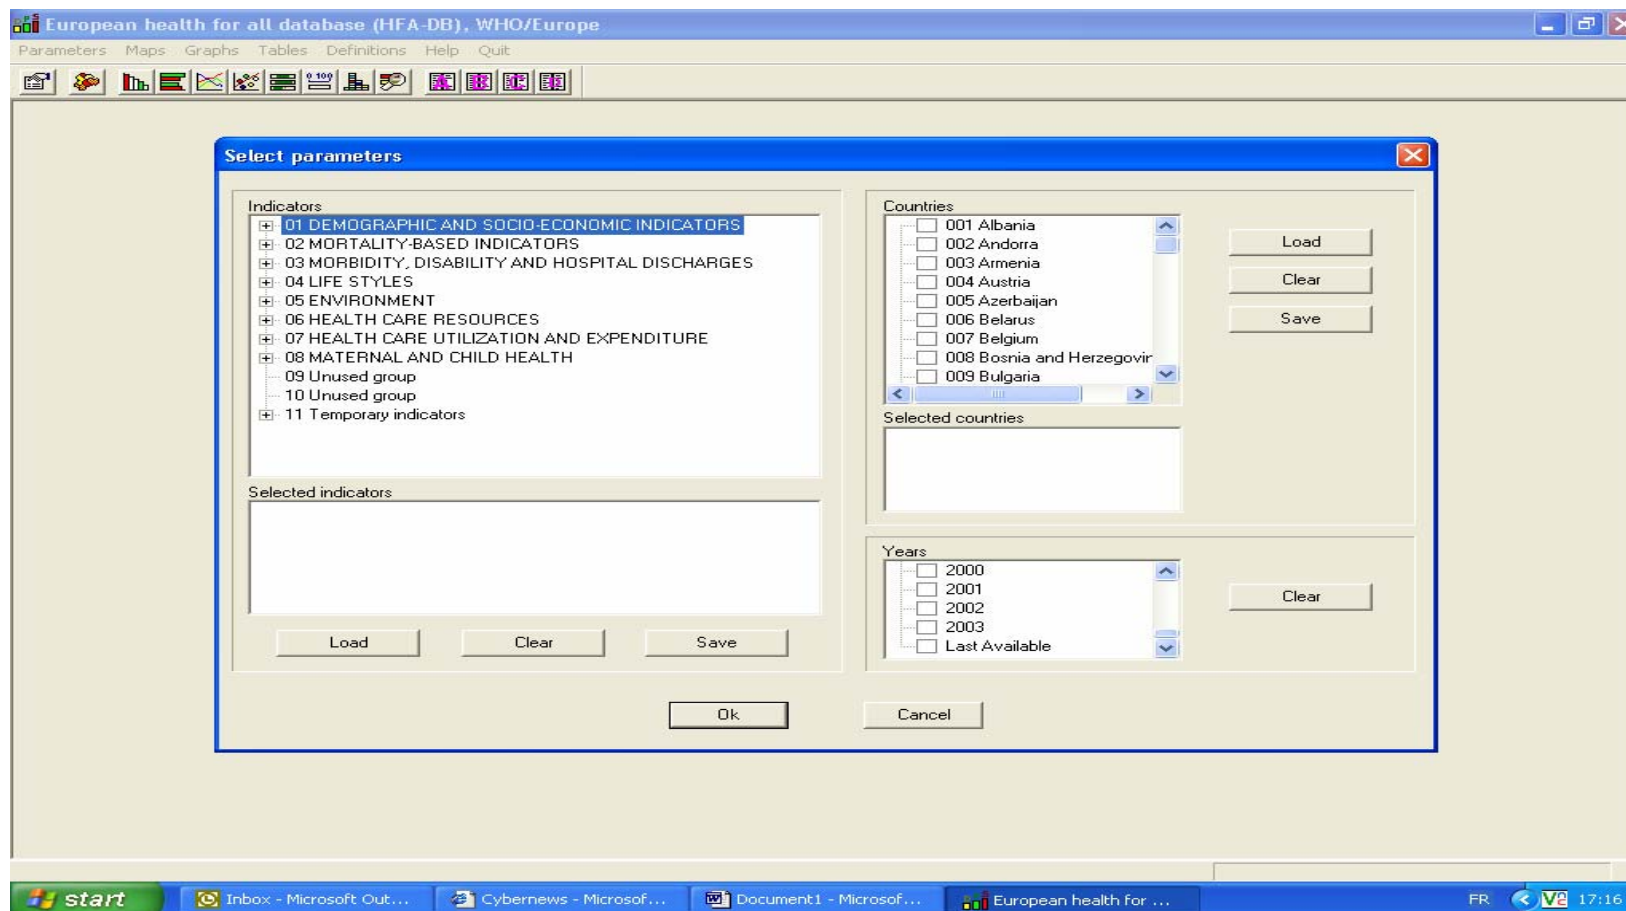 European health for all database (HFA-DB), WHO/Europe
Parameters Maps Graphs Tables Definitions Help Quit
0 100
A B C D
Select parameters
Indicators
01 DEMOGRAPHIC AND SOCIO-ECONOMIC INDICATORS
02 MORTALITY-BASED INDICATORS
03 MORBIDITY, DISABILITY AND HOSPITAL DISCHARGES
04 LIFE STYLES
05 ENVIRONMENT
06 HEALTH CARE RESOURCES
07 HEALTH CARE UTILIZATION AND EXPENDITURE
08 MATERNAL AND CHILD HEALTH
09 Unused group
10 Unused group
11 Temporary indicators
Selected indicators
Load Clear Save
Countries
001 Albania
002 Andorra
003 Armenia
004 Austria
005 Azerbaijan
006 Belarus
007 Belgium
008 Bosnia and Herzegovin
009 Bulgaria
Load
Clear
Save
Selected countries
Years
2000
2001
2002
2003
Last Available
Clear
Ok Cancel
start Inbox - Microsoft Out... Cybernews - Microsof... Document1 - Microsof... European health for ... FR V2 17:16